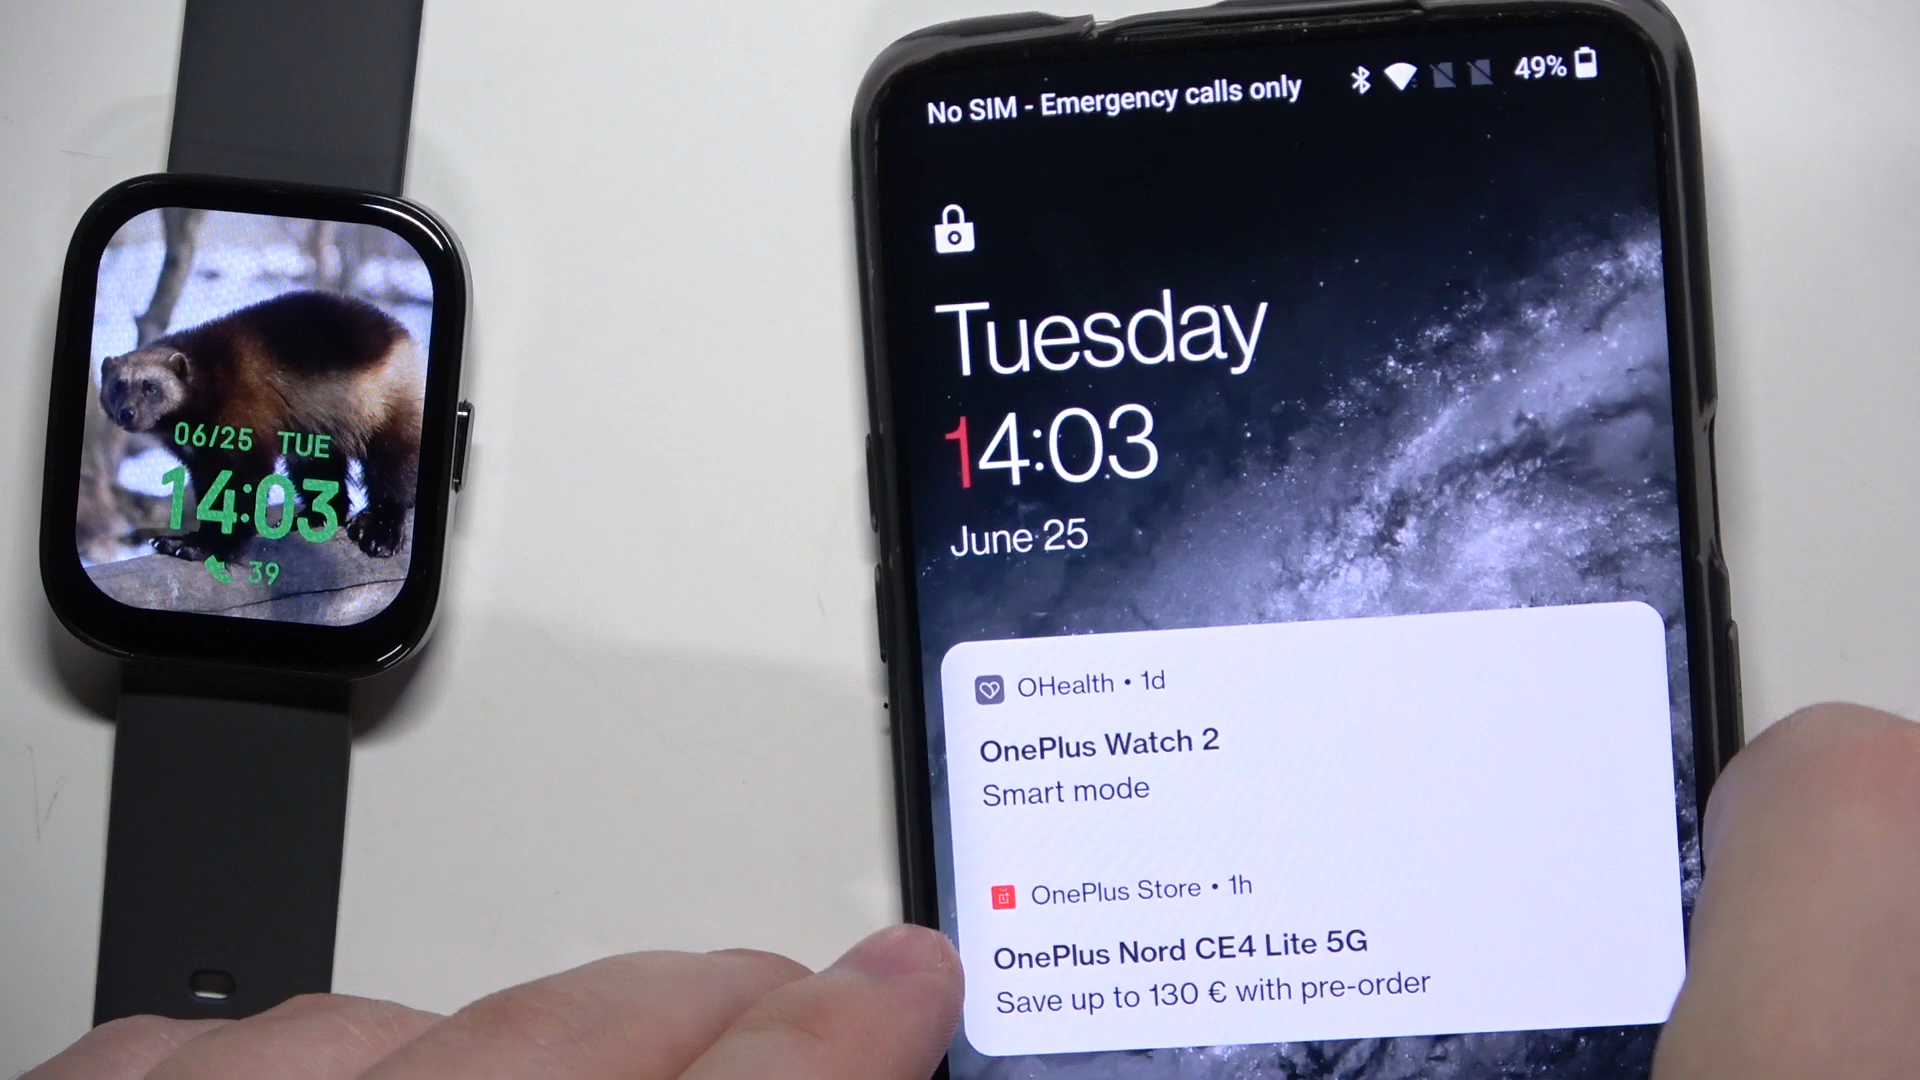 06/25 TUE
14:03
39
No SIM - Emergency calls only
49%
Tuesday
14:03
June 25
OHealth • 1d
OnePlus Watch 2
Smart mode
OnePlus Store • 1h
OnePlus Nord CE4 Lite 5G
Save up to 130 € with pre-order